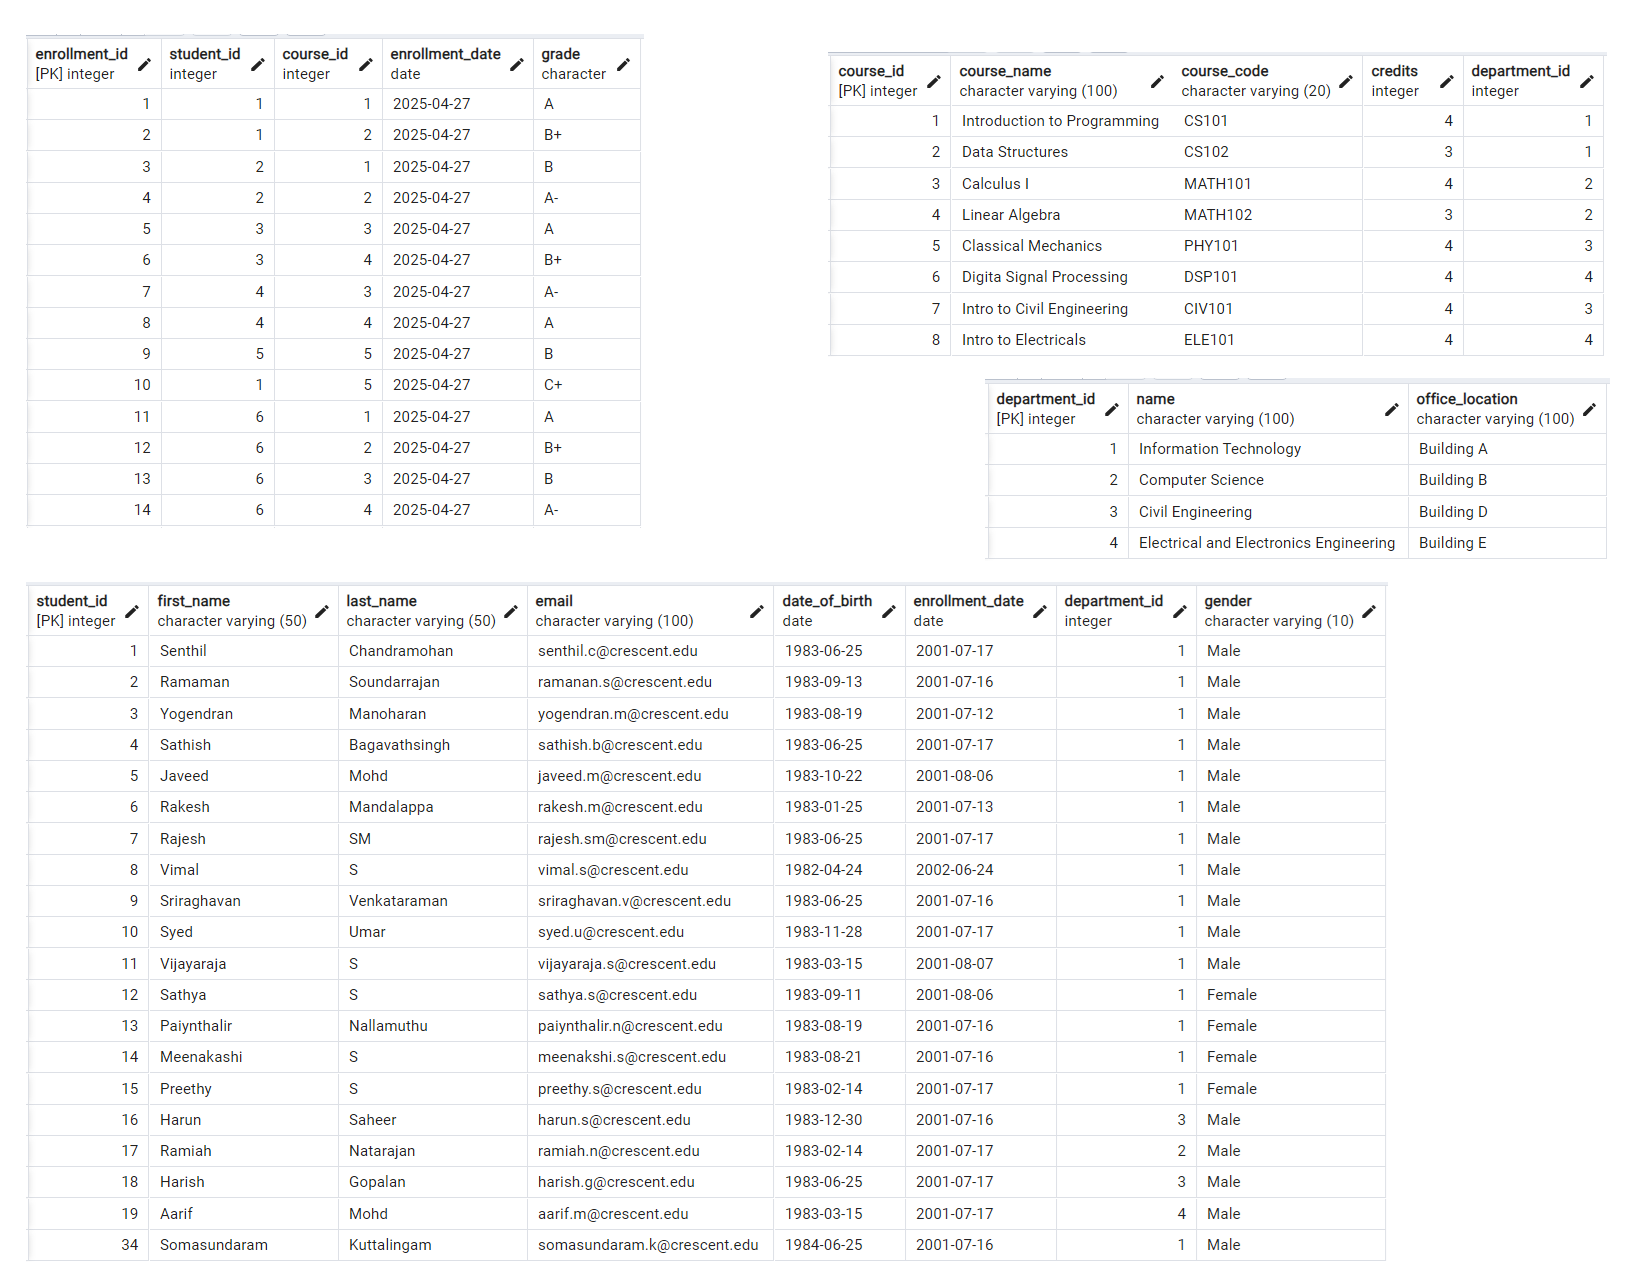 enrollment_id student_id course_id enrollment_date grade
[PK] integer integer integer date character
1 1 1 2025-04-27 A
2 1 2 2025-04-27 B+
3 2 1 2025-04-27 B
4 2 2 2025-04-27 A-
5 3 3 2025-04-27 A
6 3 4 2025-04-27 B+
7 4 3 2025-04-27 A-
8 4 4 2025-04-27 A
9 5 5 2025-04-27 B
10 1 5 2025-04-27 C+
11 6 1 2025-04-27 A
12 6 2 2025-04-27 B+
13 6 3 2025-04-27 B
14 6 4 2025-04-27 A-
course_id course_name course_code credits department_id
[PK] integer character varying (100) character varying (20) integer integer
1 Introduction to Programming CS101 4 1
2 Data Structures CS102 3 1
3 Calculus I MATH101 4 2
4 Linear Algebra MATH102 3 2
5 Classical Mechanics PHY101 4 3
6 Digita Signal Processing DSP101 4 4
7 Intro to Civil Engineering CIV101 4 3
8 Intro to Electricals ELE101 4 4
department_id name office_location
[PK] integer character varying (100) character varying (100)
1 Information Technology Building A
2 Computer Science Building B
3 Civil Engineering Building D
4 Electrical and Electronics Engineering Building E
student_id first_name last_name email date_of_birth enrollment_date department_id gender
[PK] integer character varying (50) character varying (50) character varying (100) date date integer character varying (10)
1 Senthil Chandramohan senthil.c@crescent.edu 1983-06-25 2001-07-17 1 Male
2 Ramaman Soundarrajan ramanan.s@crescent.edu 1983-09-13 2001-07-16 1 Male
3 Yogendran Manoharan yogendran.m@crescent.edu 1983-08-19 2001-07-12 1 Male
4 Sathish Bagavathsingh sathish.b@crescent.edu 1983-06-25 2001-07-17 1 Male
5 Javeed Mohd javeed.m@crescent.edu 1983-10-22 2001-08-06 1 Male
6 Rakesh Mandalappa rakesh.m@crescent.edu 1983-01-25 2001-07-13 1 Male
7 Rajesh SM rajesh.sm@crescent.edu 1983-06-25 2001-07-17 1 Male
8 Vimal S vimal.s@crescent.edu 1982-04-24 2002-06-24 1 Male
9 Sriraghavan Venkataraman sriraghavan.v@crescent.edu 1983-06-25 2001-07-16 1 Male
10 Syed Umar syed.u@crescent.edu 1983-11-28 2001-07-17 1 Male
11 Vijayaraja S vijayaraja.s@crescent.edu 1983-03-15 2001-08-07 1 Male
12 Sathya S sathya.s@crescent.edu 1983-09-11 2001-08-06 1 Female
13 Paiynthalir Nallamuthu paiynthalir.n@crescent.edu 1983-08-19 2001-07-16 1 Female
14 Meenakashi S meenakshi.s@crescent.edu 1983-08-21 2001-07-16 1 Female
15 Preethy S preethy.s@crescent.edu 1983-02-14 2001-07-17 1 Female
16 Harun Saheer harun.s@crescent.edu 1983-12-30 2001-07-16 3 Male
17 Ramiah Natarajan ramiah.n@crescent.edu 1983-02-14 2001-07-17 2 Male
18 Harish Gopalan harish.g@crescent.edu 1983-06-25 2001-07-17 3 Male
19 Aarif Mohd aarif.m@crescent.edu 1983-03-15 2001-07-17 4 Male
34 Somasundaram Kuttalingam somasundaram.k@crescent.edu 1984-06-25 2001-07-16 1 Male